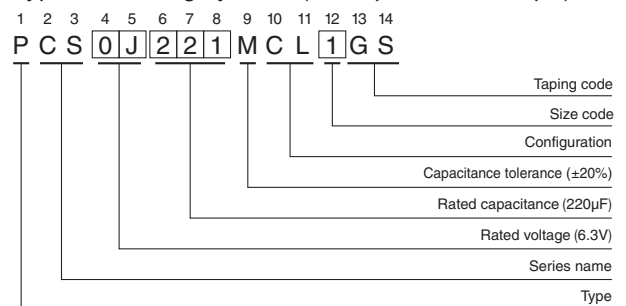 1 2 3 4 5 6 7 8 9 10 11 12 13 14
P C S 0 J 2 2 1 M C L 1 G S
Taping code
Size code
Configuration
Capacitance tolerance (±20%)
Rated capacitance (220µF)
Rated voltage (6.3V)
Series name
Type